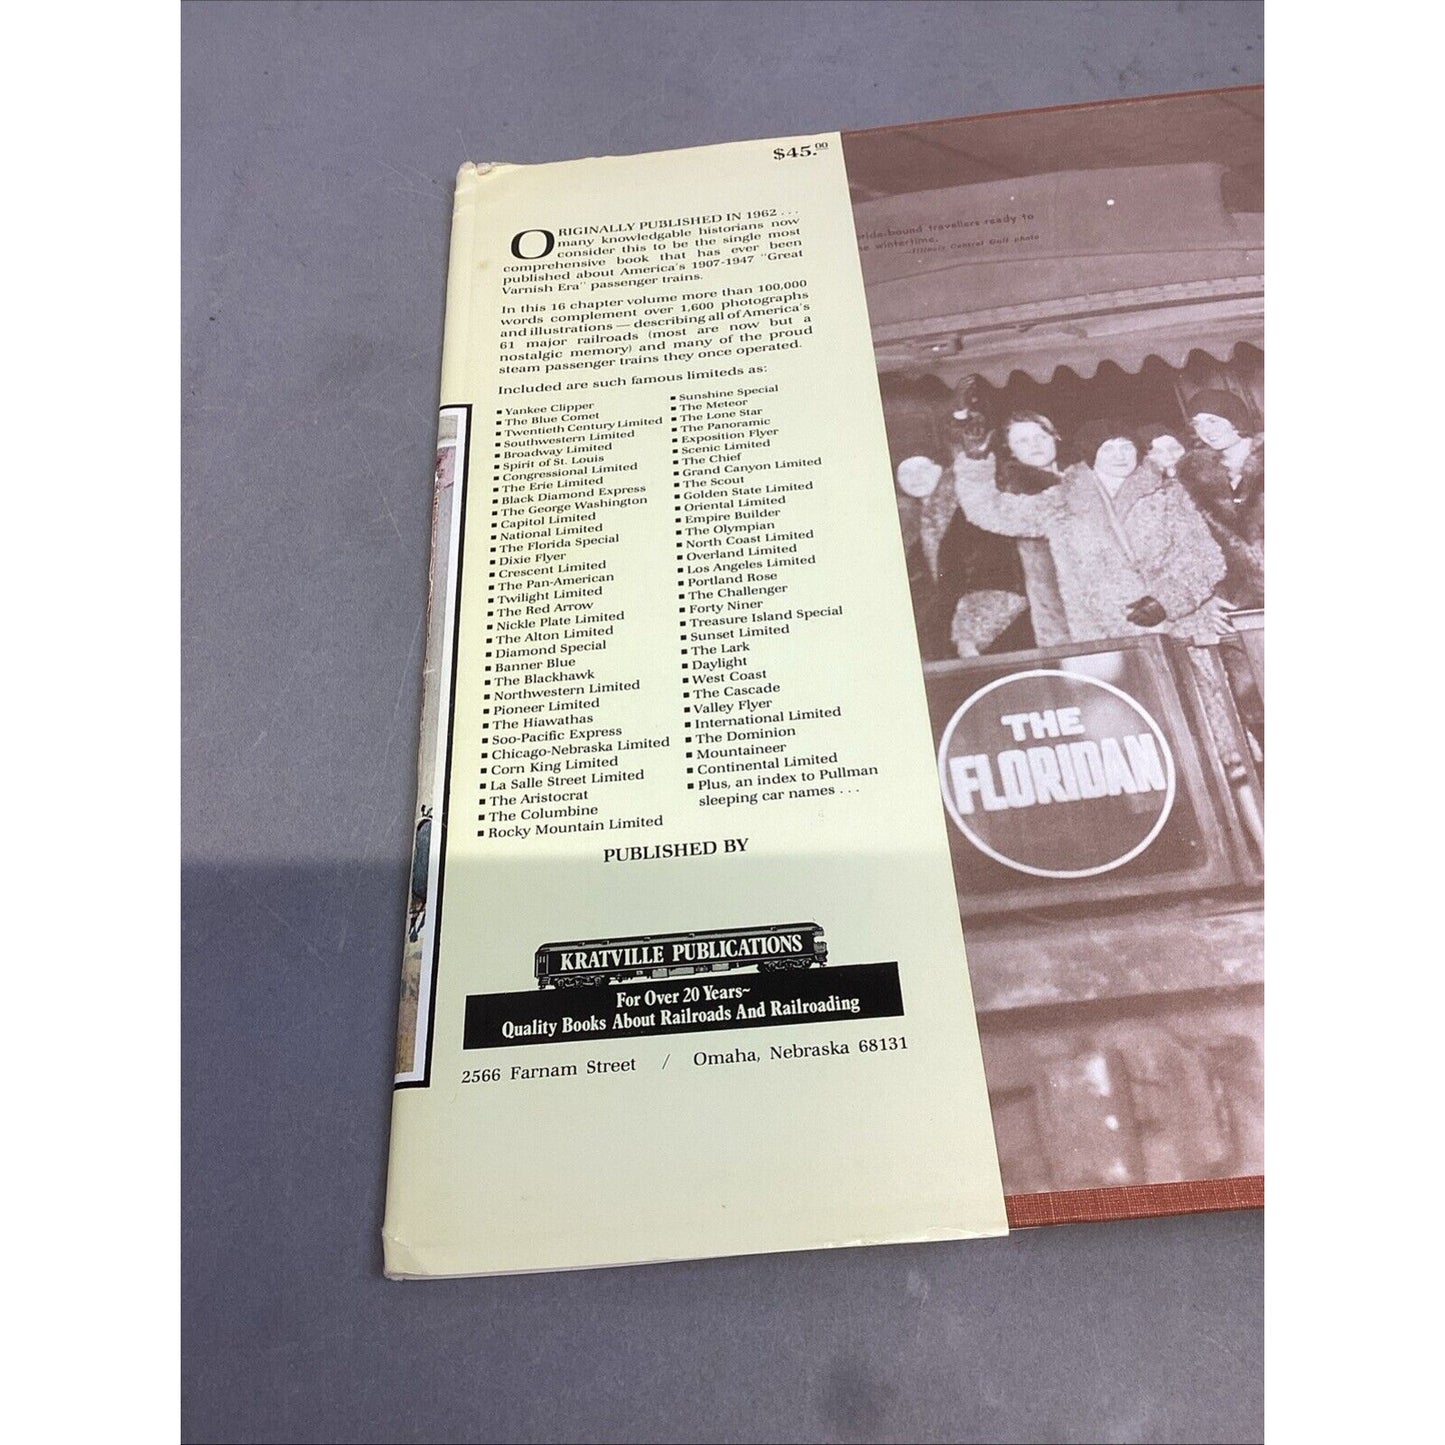 $45.00
ORIGINALLY PUBLISHED IN 1962 . . .
many knowledgable historians now
consider this to be the single most
comprehensive book that has ever been
published about America's 1907-1947 "Great
Varnish Era" passenger trains.
In this 16 chapter volume more than 100,000
words complement over 1,600 photographs
and illustrations — describing all of America's
61 major railroads (most are now but a
nostalgic memory) and many of the proud
steam passenger trains they once operated.
Included are such famous limiteds as:
▪ Yankee Clipper
▪ The Blue Comet
▪ Twentieth Century Limited
▪ Southwestern Limited
▪ Broadway Limited
▪ Spirit of St. Louis
▪ Congressional Limited
▪ The Erie Limited
▪ Black Diamond Express
▪ The George Washington
▪ Capitol Limited
▪ National Limited
▪ The Florida Special
▪ Dixie Flyer
▪ Crescent Limited
▪ The Pan-American
▪ Twilight Limited
▪ The Red Arrow
▪ Nickle Plate Limited
▪ The Alton Limited
▪ Diamond Special
▪ Banner Blue
▪ The Blackhawk
▪ Northwestern Limited
▪ Pioneer Limited
▪ The Hiawathas
▪ Soo-Pacific Express
▪ Chicago-Nebraska Limited
▪ Corn King Limited
▪ La Salle Street Limited
▪ The Aristocrat
▪ The Columbine
▪ Rocky Mountain Limited
▪ Sunshine Special
▪ The Meteor
▪ The Lone Star
▪ The Panoramic
▪ Exposition Flyer
▪ Scenic Limited
▪ The Chief
▪ Grand Canyon Limited
▪ The Scout
▪ Golden State Limited
▪ Oriental Limited
▪ Empire Builder
▪ The Olympian
▪ North Coast Limited
▪ Overland Limited
▪ Los Angeles Limited
▪ Portland Rose
▪ The Challenger
▪ Forty Niner
▪ Treasure Island Special
▪ Sunset Limited
▪ The Lark
▪ Daylight
▪ West Coast
▪ The Cascade
▪ Valley Flyer
▪ International Limited
▪ The Dominion
▪ Mountaineer
▪ Continental Limited
▪ Plus, an index to Pullman
sleeping car names . . .
PUBLISHED BY
KRATVILLE PUBLICATIONS
For Over 20 Years~
Quality Books About Railroads And Railroading
2566 Farnam Street / Omaha, Nebraska 68131
bound travellers ready to
wintertime.
—Illinois Central Gulf photo
THE
FLORIDAN